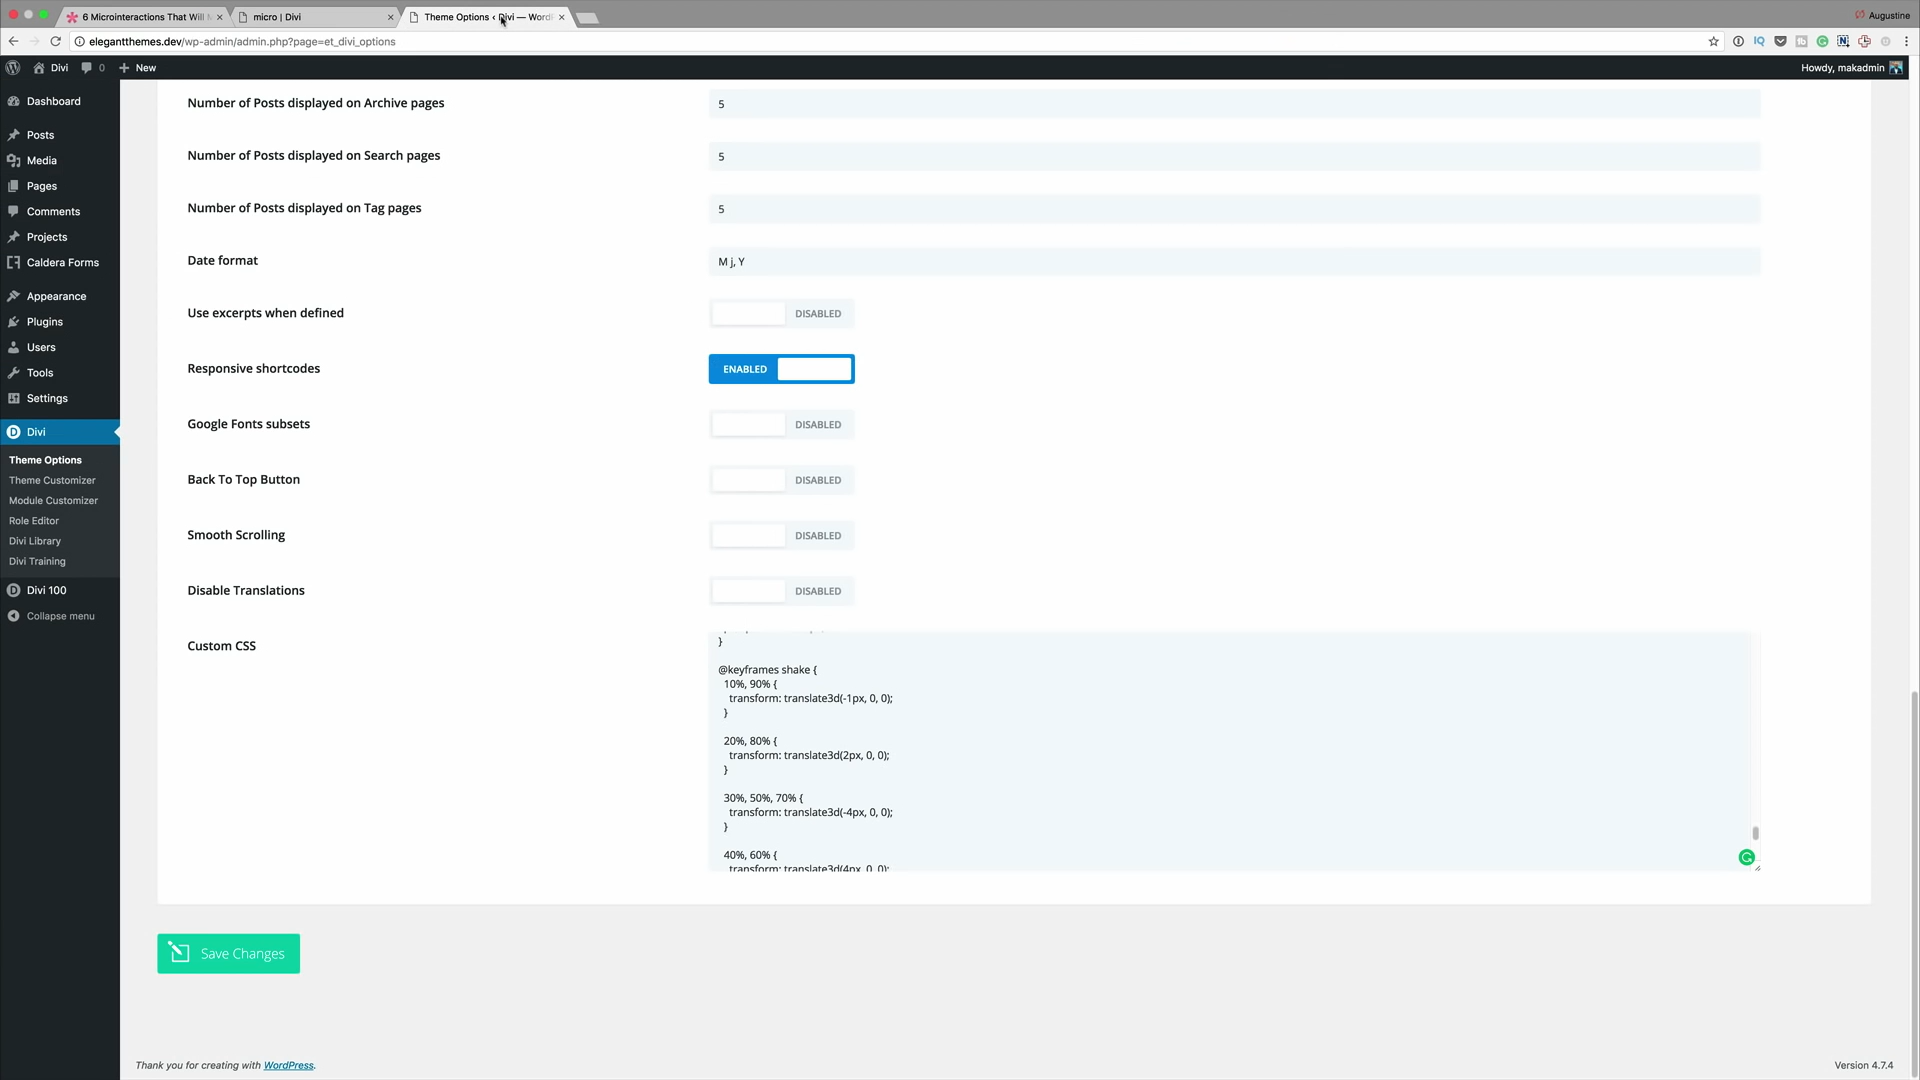 6 Microinteractions That Will
micro | Divi
Theme Options ‹ Divi — Word
Augustine
elegantthemes.dev/wp-admin/admin.php?page=et_divi_options
Divi
0
New
Howdy, makadmin
Dashboard
Posts
Media
Pages
Comments
Projects
Caldera Forms
Appearance
Plugins
Users
Tools
Settings
Divi
Theme Options
Theme Customizer
Module Customizer
Role Editor
Divi Library
Divi Training
Divi 100
Collapse menu
Number of Posts displayed on Archive pages
5
Number of Posts displayed on Search pages
5
Number of Posts displayed on Tag pages
5
Date format
M j, Y
Use excerpts when defined
DISABLED
Responsive shortcodes
ENABLED
Google Fonts subsets
DISABLED
Back To Top Button
DISABLED
Smooth Scrolling
DISABLED
Disable Translations
DISABLED
Custom CSS
}
@keyframes shake {
10%, 90% {
transform: translate3d(-1px, 0, 0);
}
20%, 80% {
transform: translate3d(2px, 0, 0);
}
30%, 50%, 70% {
transform: translate3d(-4px, 0, 0);
}
40%, 60% {
transform: translate3d(4px, 0, 0);
Save Changes
Thank you for creating with WordPress.
Version 4.7.4